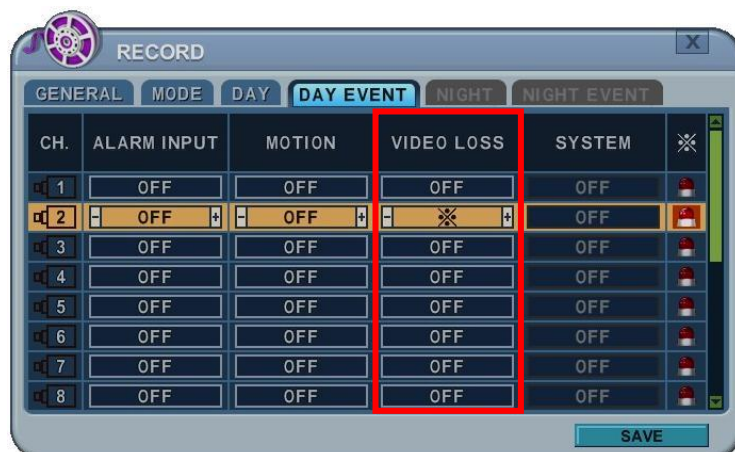 RECORD
X
GENERAL MODE DAY DAY EVENT NIGHT NIGHT EVENT
CH. ALARM INPUT MOTION VIDEO LOSS SYSTEM ※
1 OFF OFF OFF OFF
2 - OFF + - OFF + - ※ + OFF
3 OFF OFF OFF OFF
4 OFF OFF OFF OFF
5 OFF OFF OFF OFF
6 OFF OFF OFF OFF
7 OFF OFF OFF OFF
8 OFF OFF OFF OFF
SAVE